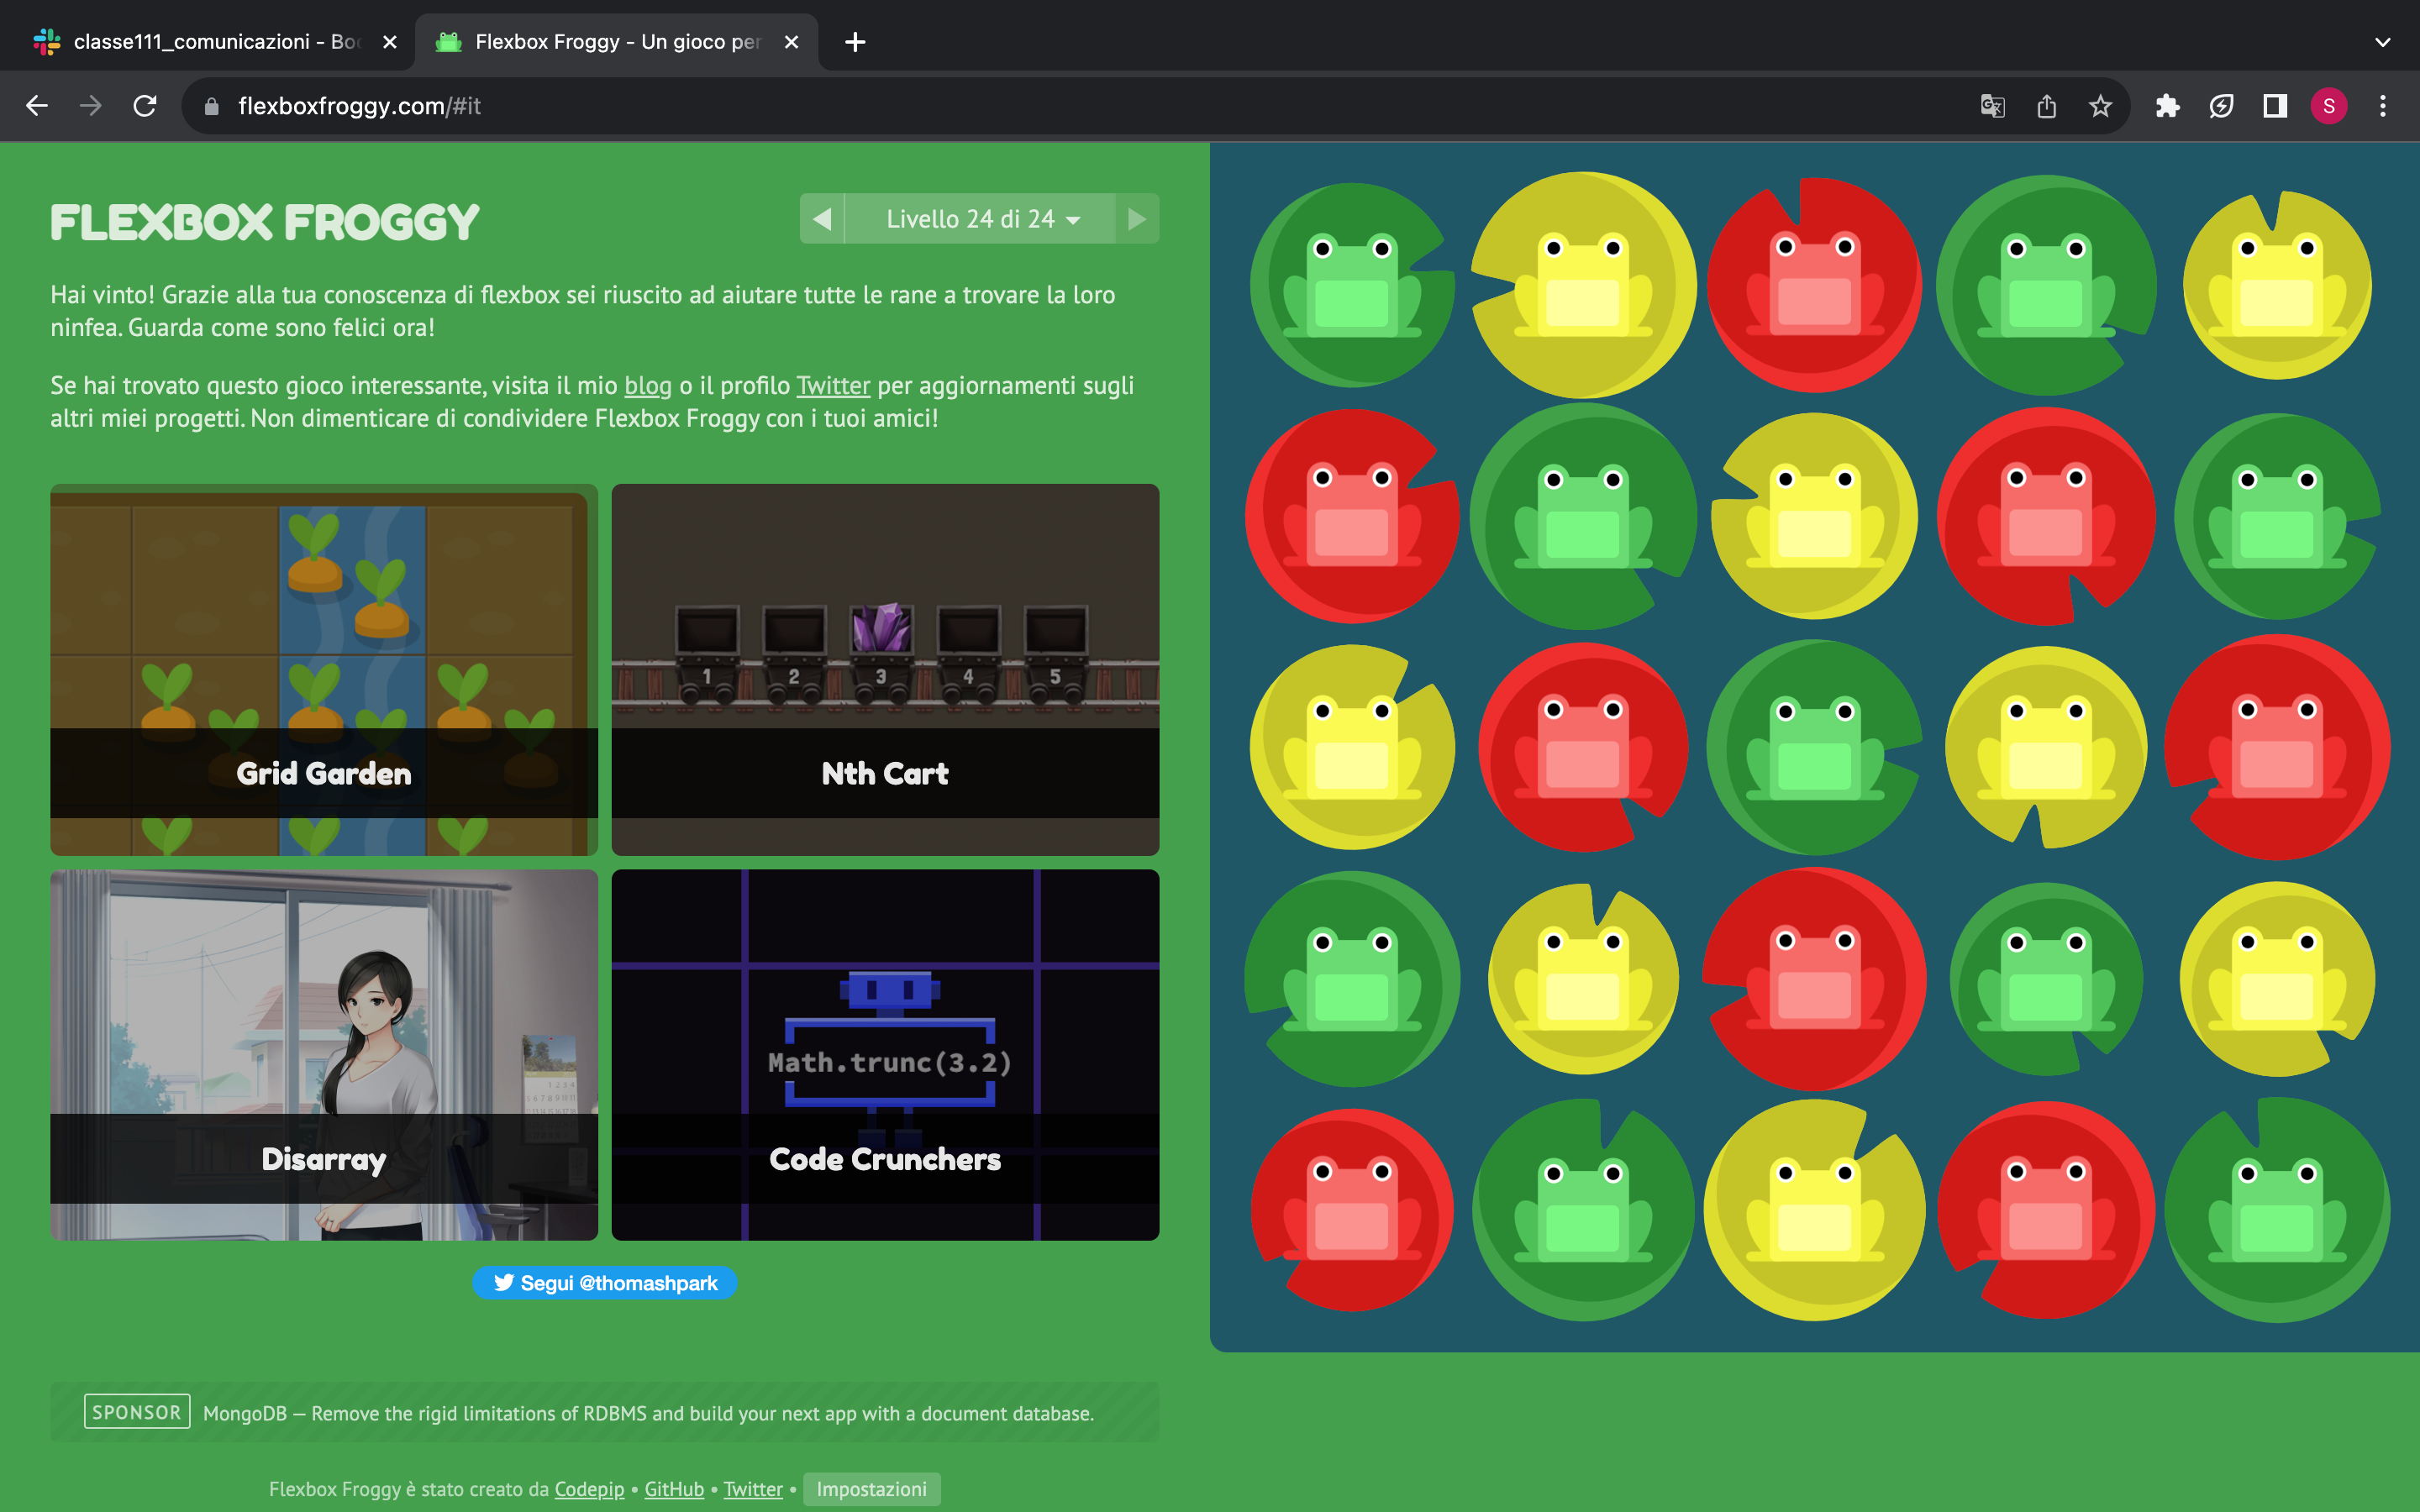 classe111_comunicazioni - Boo
Flexbox Froggy - Un gioco per
flexboxfroggy.com/#it
S
FLEXBOX FROGGY
Livello 24 di 24
Hai vinto! Grazie alla tua conoscenza di flexbox sei riuscito ad aiutare tutte le rane a trovare la loro
ninfea. Guarda come sono felici ora!
Se hai trovato questo gioco interessante, visita il mio blog o il profilo Twitter per aggiornamenti sugli
altri miei progetti. Non dimenticare di condividere Flexbox Froggy con i tuoi amici!
1 2 3 4 5
Grid Garden
Nth Cart
Math.trunc(3.2)
Disarray
Code Crunchers
Segui @thomashpark
SPONSOR MongoDB — Remove the rigid limitations of RDBMS and build your next app with a document database.
Flexbox Froggy è stato creato da Codepip • GitHub • Twitter • Impostazioni